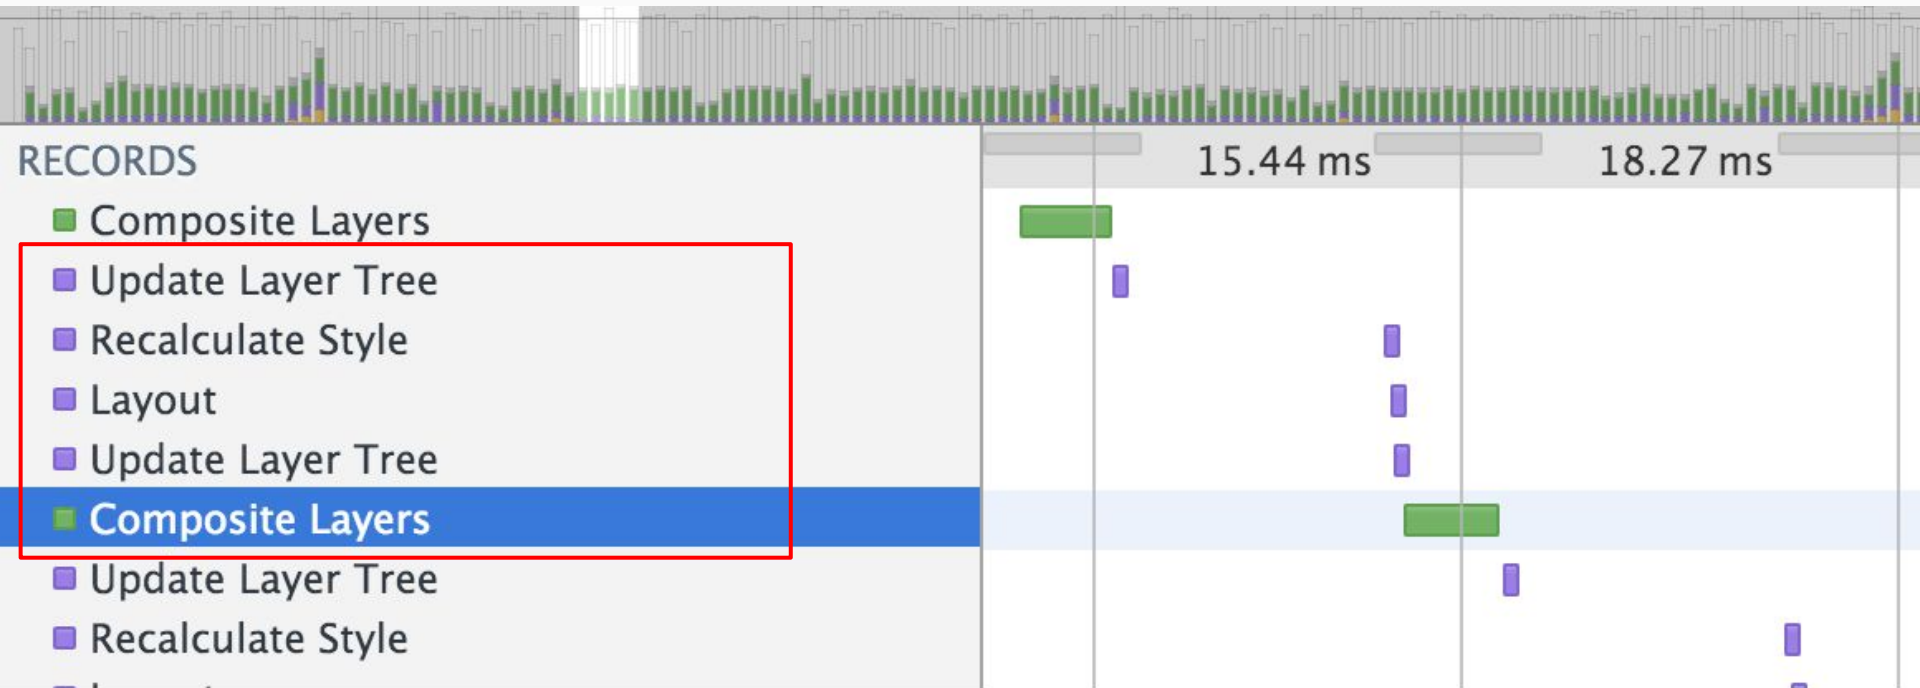 RECORDS
15.44 ms
18.27 ms
Composite Layers
Update Layer Tree
Recalculate Style
Layout
Update Layer Tree
Composite Layers
Update Layer Tree
Recalculate Style